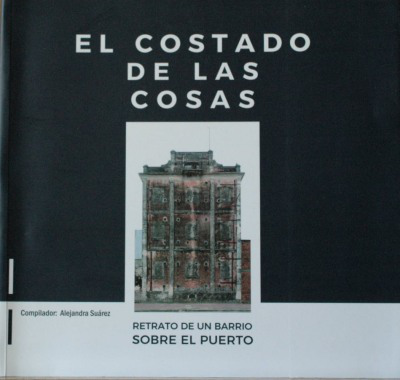 EL COSTADO
DE LAS
COSAS
Compilador: Alejandra Suárez
RETRATO DE UN BARRIO
SOBRE EL PUERTO